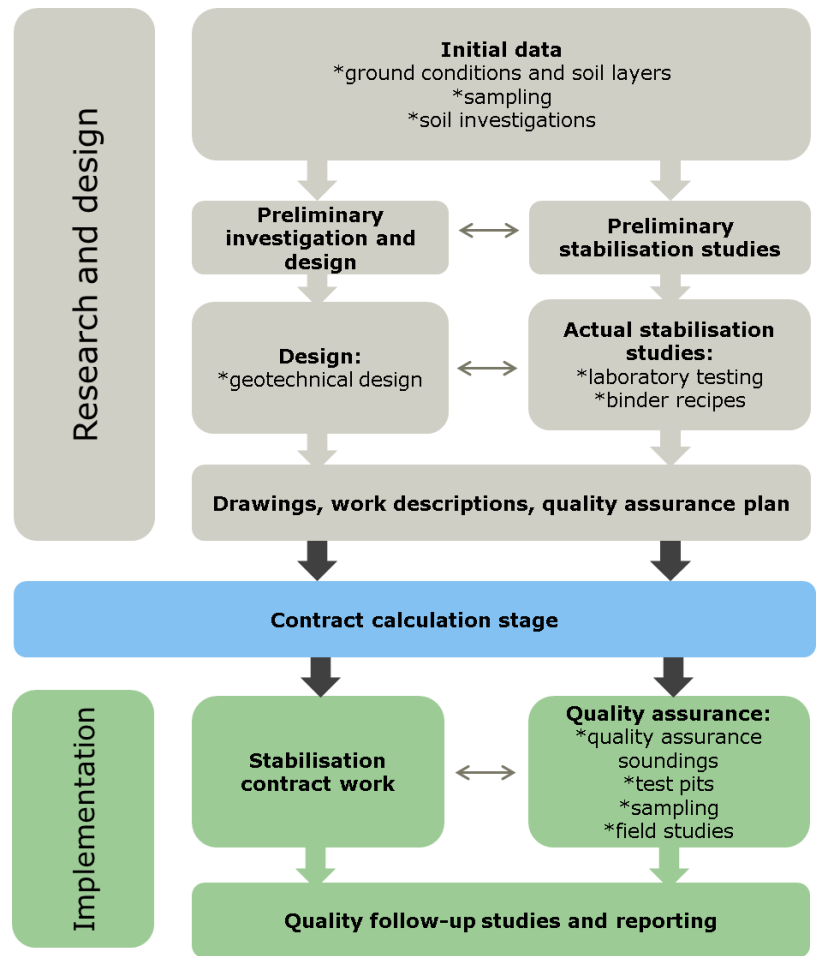 Research and design
Initial data
*ground conditions and soil layers
*sampling
*soil investigations
Preliminary
investigation and
design
Preliminary
stabilisation studies
Design:
*geotechnical design
Actual stabilisation
studies:
*laboratory testing
*binder recipes
Drawings, work descriptions, quality assurance plan
Contract calculation stage
Implementation
Stabilisation
contract work
Quality assurance:
*quality assurance
soundings
*test pits
*sampling
*field studies
Quality follow-up studies and reporting